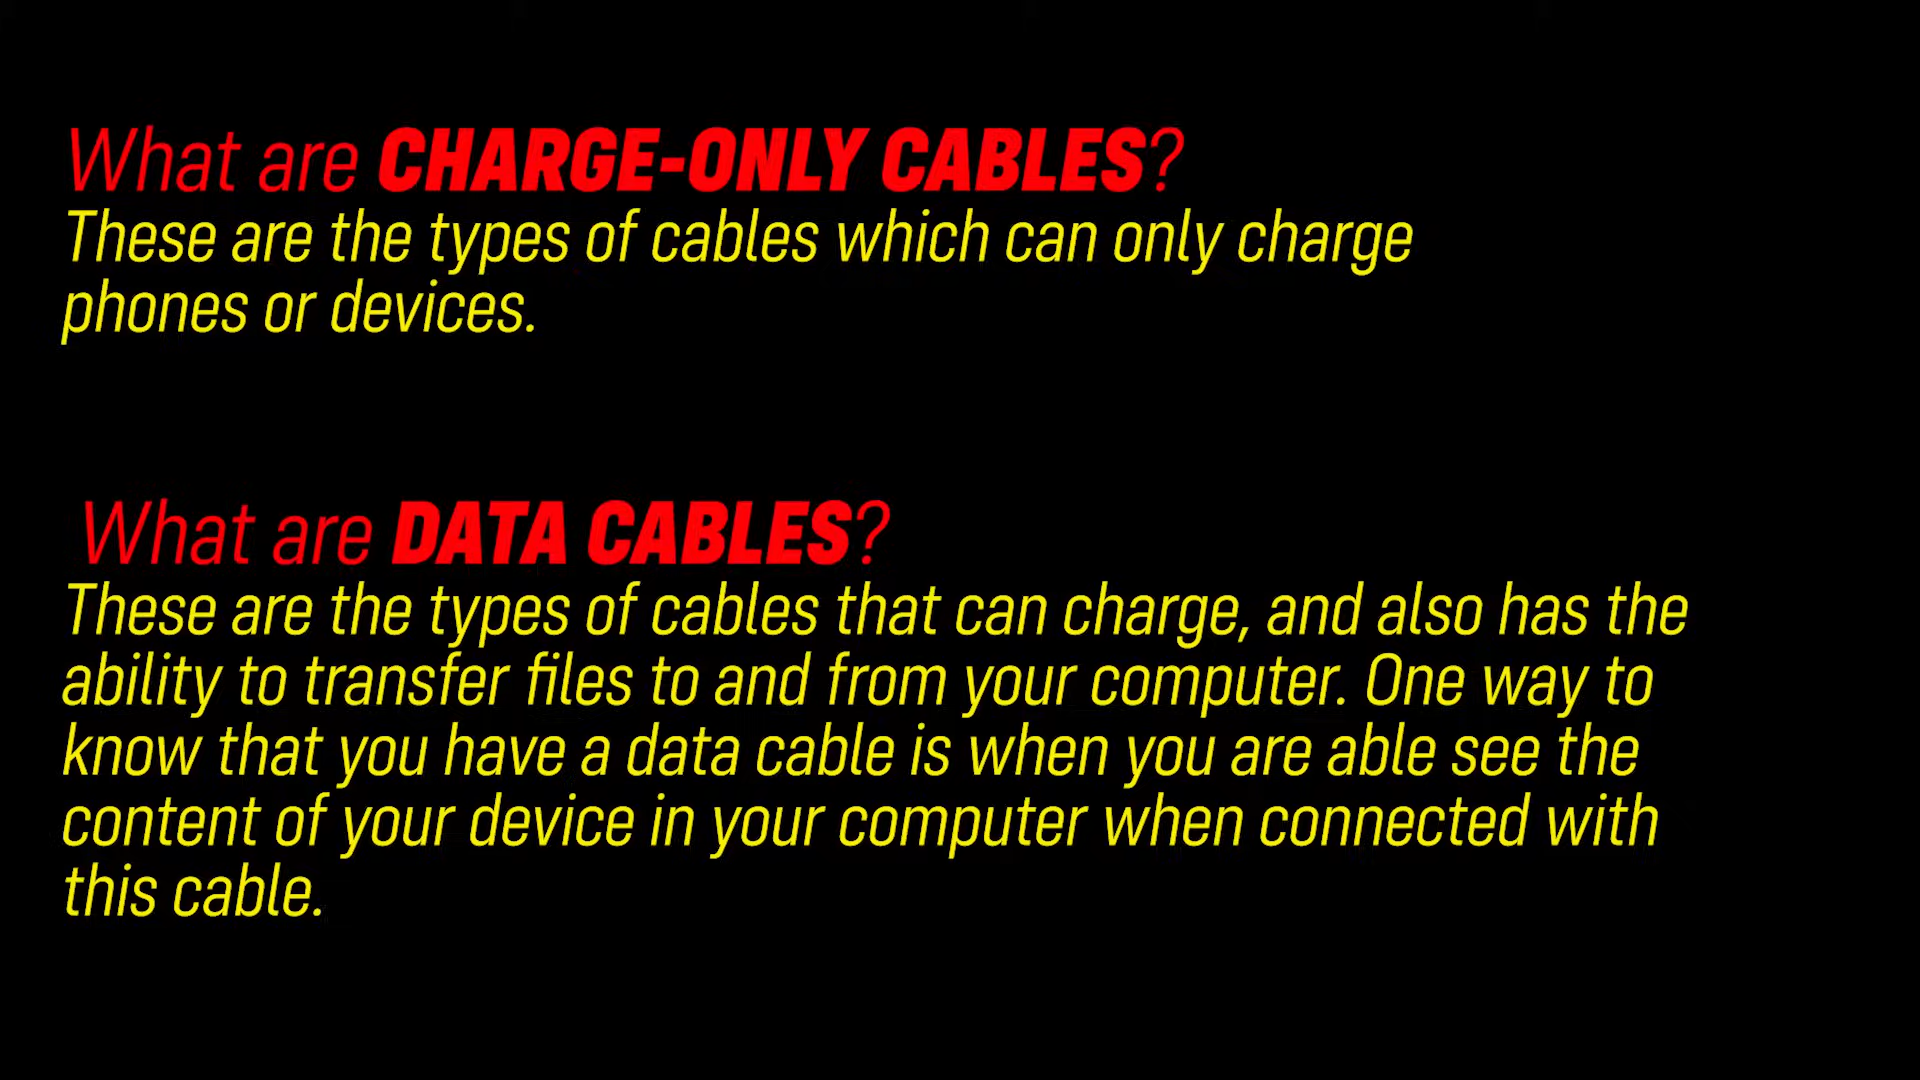 What are CHARGE-ONLY CABLES?
These are the types of cables which can only charge
phones or devices.
What are DATA CABLES?
These are the types of cables that can charge, and also has the
ability to transfer files to and from your computer. One way to
know that you have a data cable is when you are able see the
content of your device in your computer when connected with
this cable.